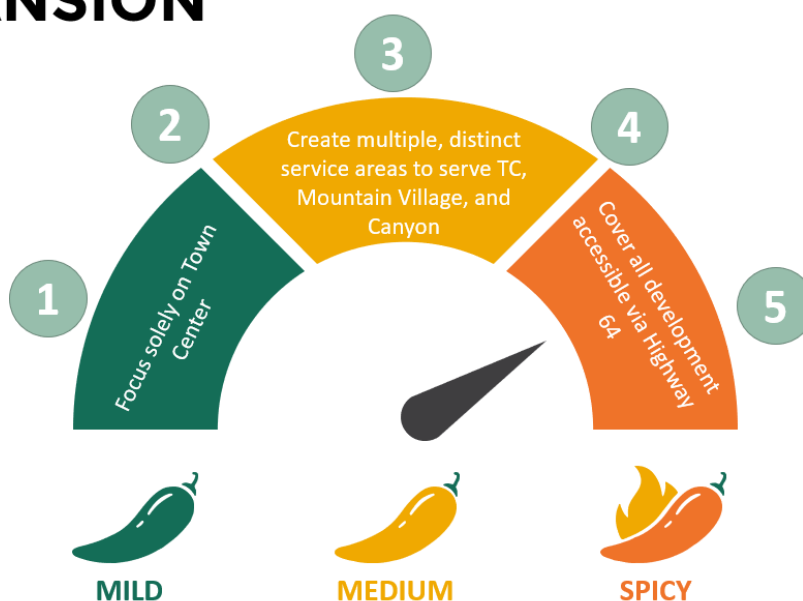 ANSION
3
2
4
Create multiple, distinct
service areas to serve TC,
Mountain Village, and
Canyon
1
Focus solely on Town
Center
Cover all development
accessible via Highway
64
5
MILD
MEDIUM
SPICY